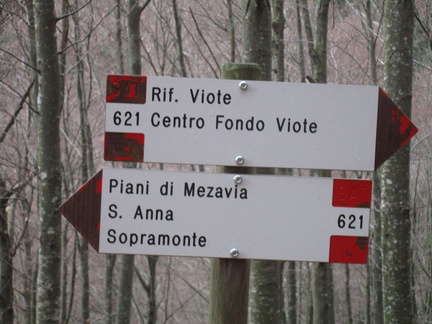 Rif. Viote
621 Centro Fondo Viote
Piani di Mezavia
S. Anna 621
Sopramonte